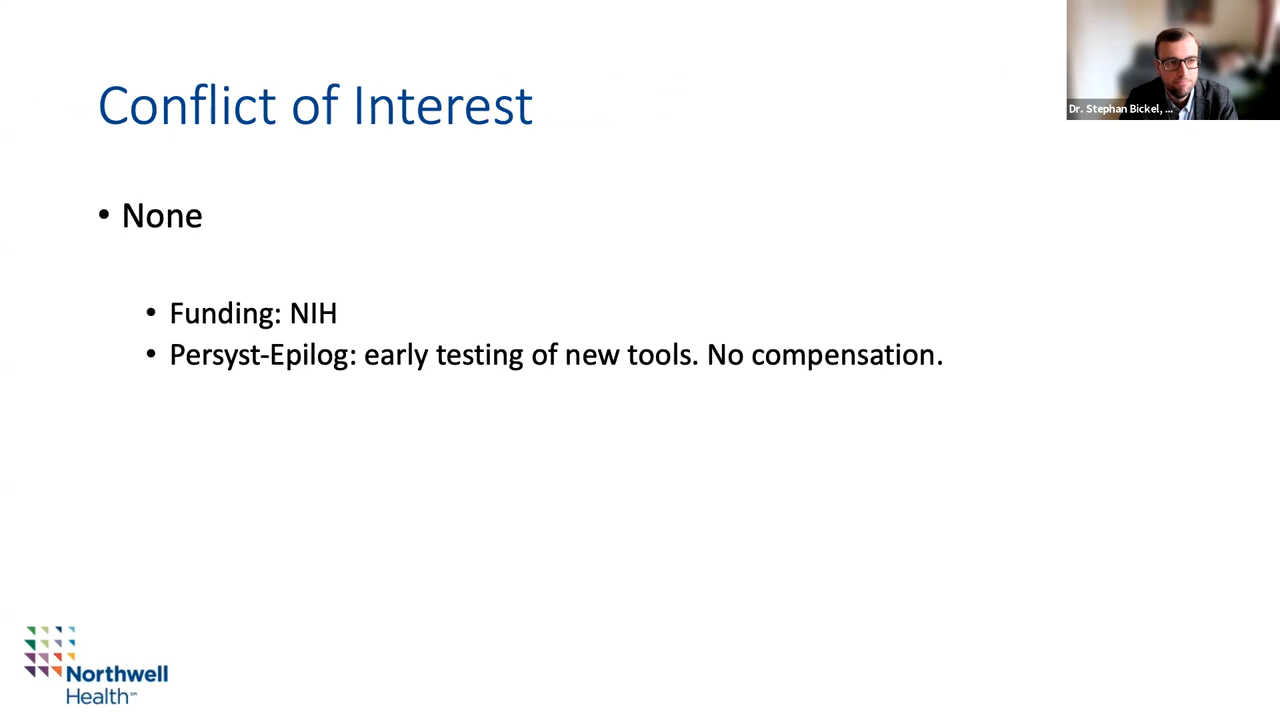 Conflict of Interest
Dr. Stephan Bickel, ...
• None
• Funding: NIH
• Persyst-Epilog: early testing of new tools. No compensation.
Northwell
Health℠